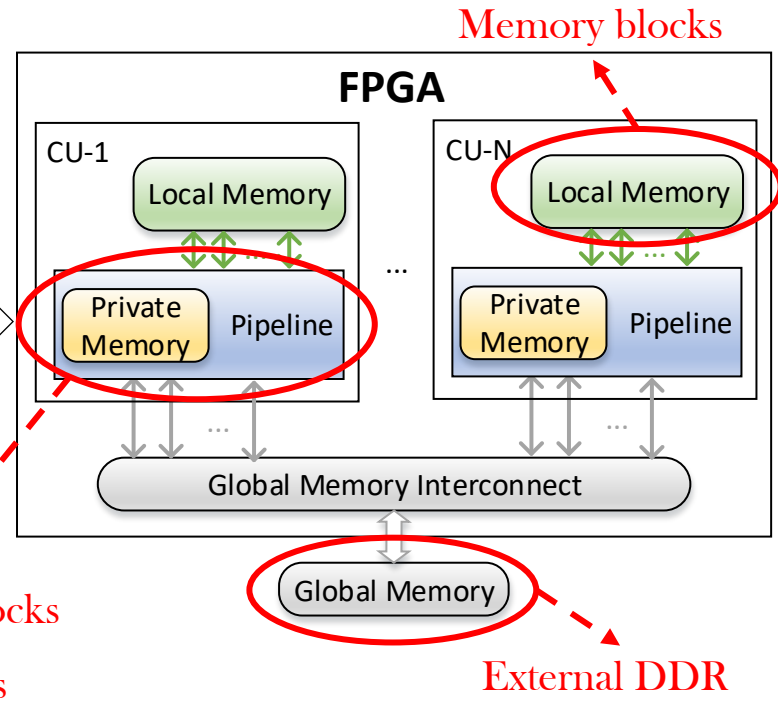 Memory blocks
FPGA
CU-1
Local Memory
...
Private
Memory
Pipeline
...
...
CU-N
Local Memory
...
Private
Memory
Pipeline
...
Global Memory Interconnect
Global Memory
External DDR